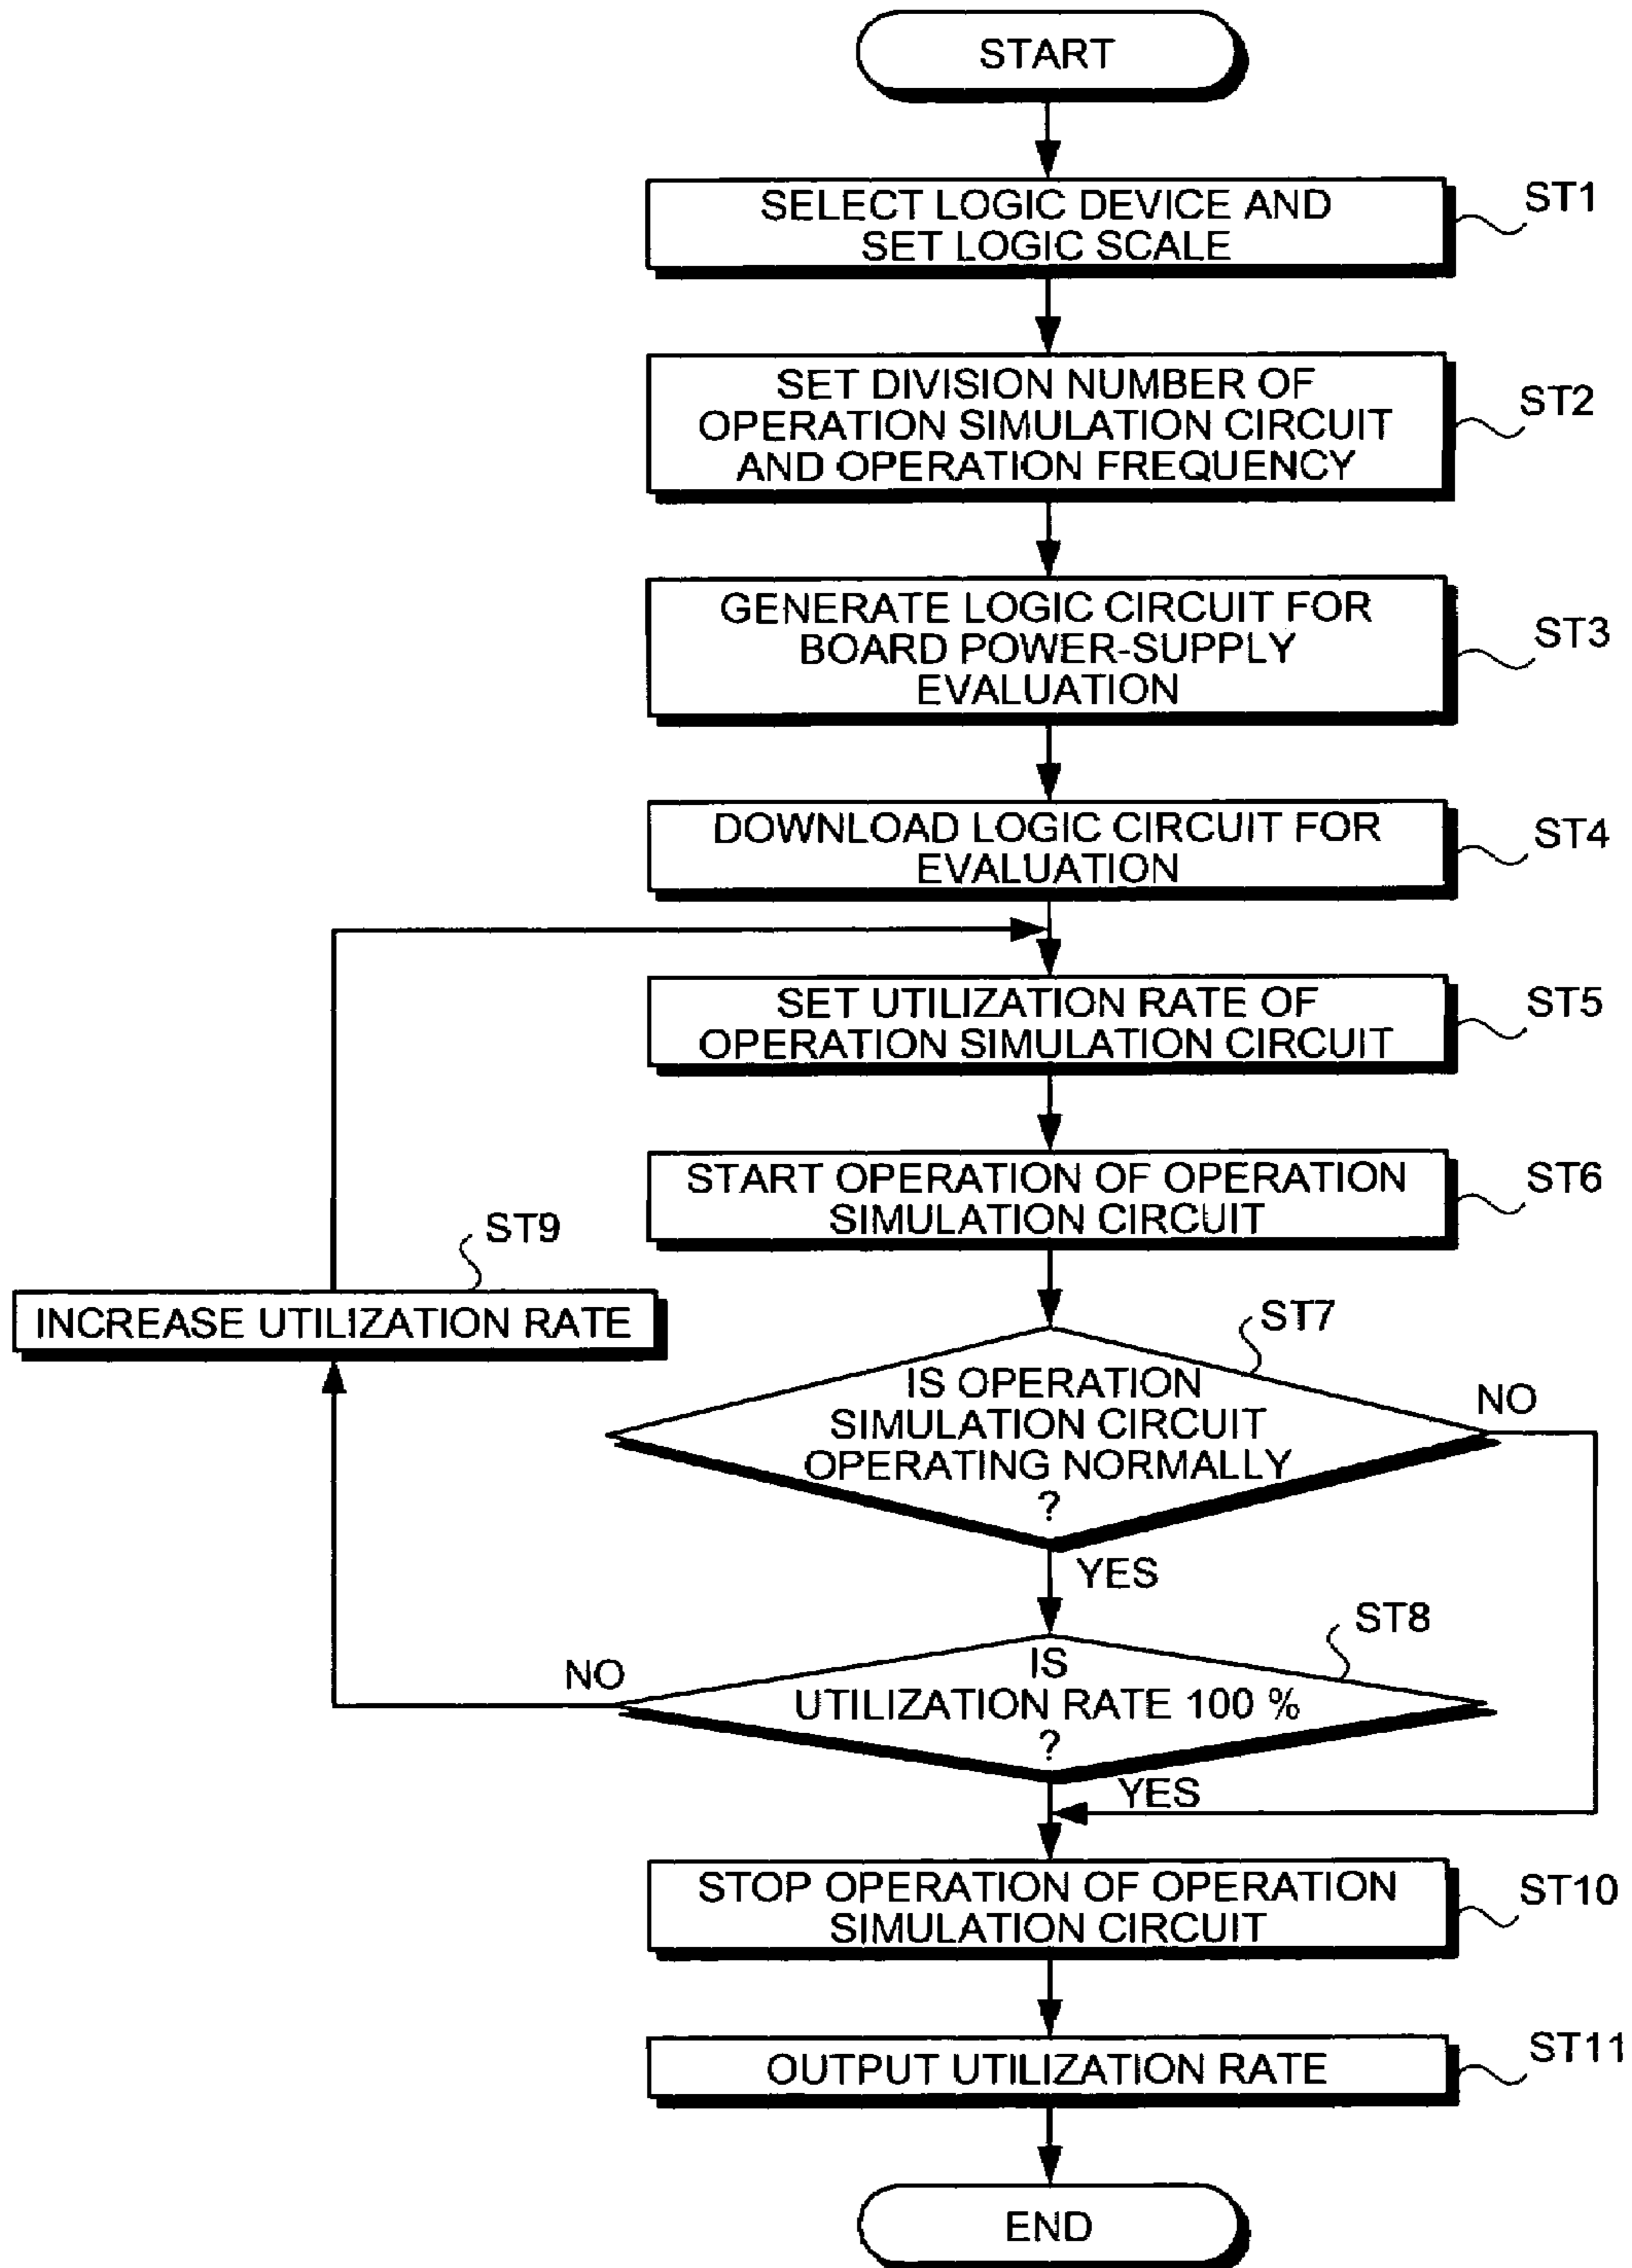 START
SELECT LOGIC DEVICE AND
SET LOGIC SCALE
ST1
SET DIVISION NUMBER OF
OPERATION SIMULATION CIRCUIT
AND OPERATION FREQUENCY
ST2
GENERATE LOGIC CIRCUIT FOR
BOARD POWER-SUPPLY
EVALUATION
ST3
DOWNLOAD LOGIC CIRCUIT FOR
EVALUATION
ST4
SET UTILIZATION RATE OF
OPERATION SIMULATION CIRCUIT
ST5
START OPERATION OF OPERATION
SIMULATION CIRCUIT
ST6
ST9
INCREASE UTILIZATION RATE
ST7
IS OPERATION
SIMULATION CIRCUIT
OPERATING NORMALLY
?
NO
YES
ST8
NO
IS
UTILIZATION RATE 100 %
?
YES
STOP OPERATION OF OPERATION
SIMULATION CIRCUIT
ST10
OUTPUT UTILIZATION RATE
ST11
END